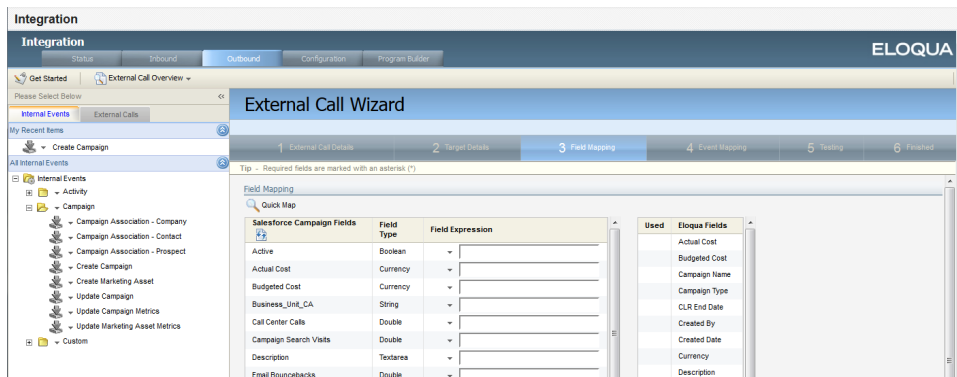 Integration
Integration
ELOQUA
Status Inbound Outbound Configuration Program Builder
Get Started External Call Overview
Please Select Below «
Internal Events External Calls
My Recent Items
Create Campaign
All Internal Events
Internal Events
Activity
Campaign
Campaign Association - Company
Campaign Association - Contact
Campaign Association - Prospect
Create Campaign
Create Marketing Asset
Update Campaign
Update Campaign Metrics
Update Marketing Asset Metrics
Custom
External Call Wizard
1 External Call Details 2 Target Details 3 Field Mapping 4 Event Mapping 5 Testing 6 Finished
Tip - Required fields are marked with an asterisk (*)
Field Mapping
Quick Map
Salesforce Campaign Fields Field Type Field Expression
Active Boolean
Actual Cost Currency
Budgeted Cost Currency
Business_Unit_CA String
Call Center Calls Double
Campaign Search Visits Double
Description Textarea
Email Bouncebacks Double
Used Eloqua Fields
Actual Cost
Budgeted Cost
Campaign Name
Campaign Type
CLR End Date
Created By
Created Date
Currency
Description